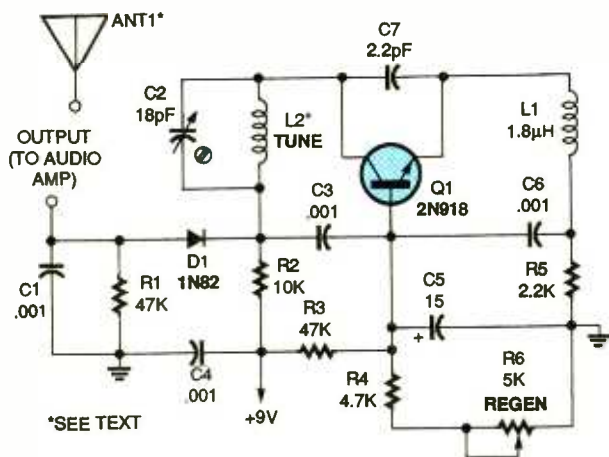 ANT1*
OUTPUT
(TO AUDIO
AMP)
C2
18pF
L2*
TUNE
C7
2.2pF
L1
1.8µH
Q1
2N918
C3
.001
C6
.001
D1
1N82
R1
47K
C1
.001
R2
10K
R3
47K
C5
15
+
R5
2.2K
C4
.001
+9V
R4
4.7K
R6
5K
REGEN
*SEE TEXT